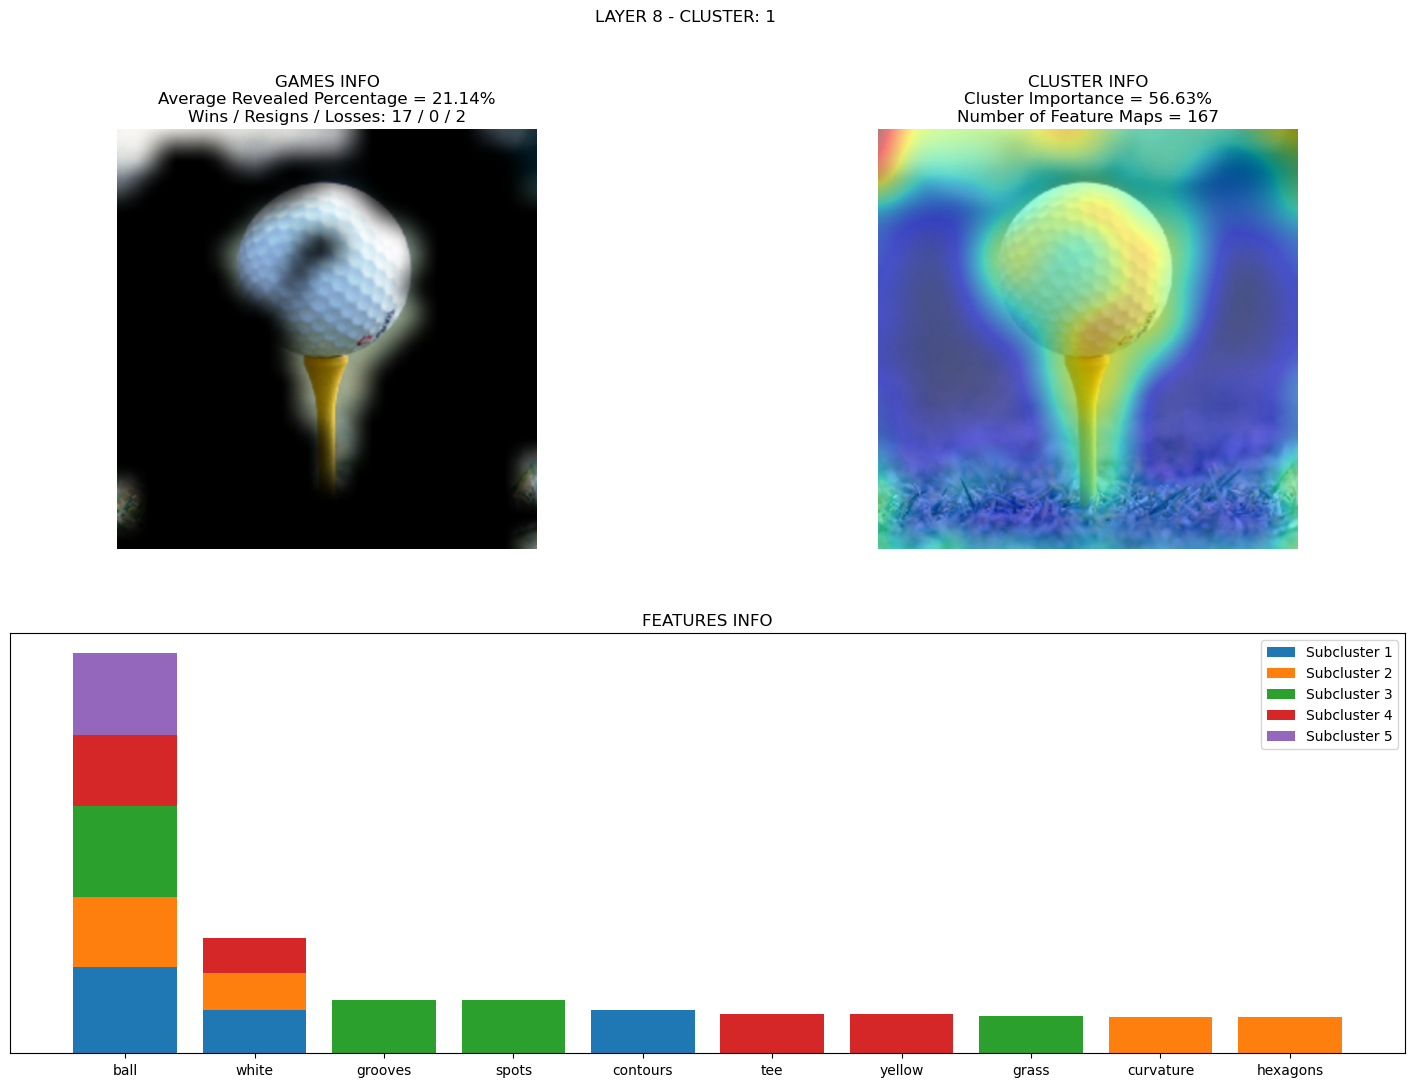 LAYER 8 - CLUSTER: 1
GAMES INFO
Average Revealed Percentage = 21.14%
Wins / Resigns / Losses: 17 / 0 / 2
CLUSTER INFO
Cluster Importance = 56.63%
Number of Feature Maps = 167
FEATURES INFO
Subcluster 1
Subcluster 2
Subcluster 3
Subcluster 4
Subcluster 5
ball white grooves spots contours tee yellow grass curvature hexagons